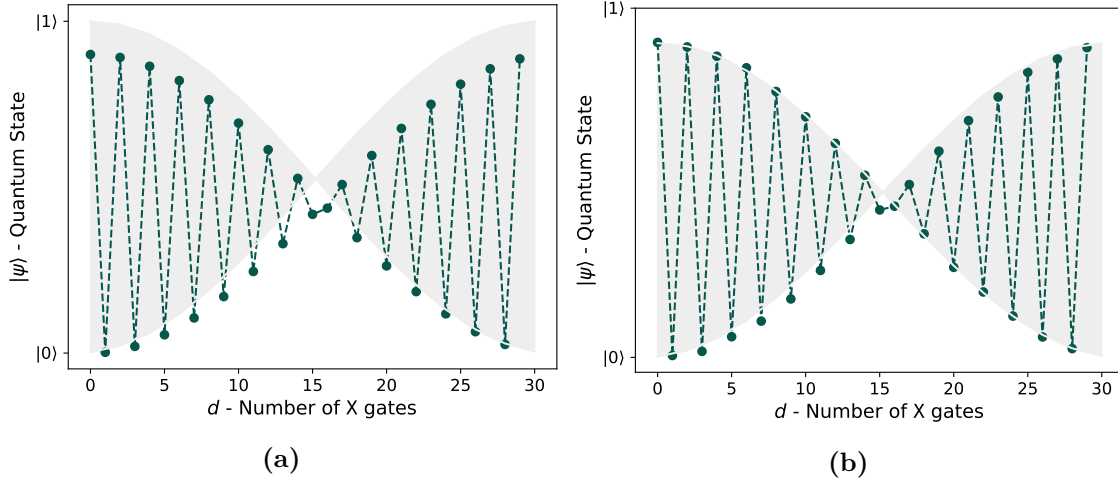 |1⟩
|0⟩
|ψ⟩ - Quantum State
0 5 10 15 20 25 30
d - Number of X gates
(a)
|1⟩
|0⟩
|ψ⟩ - Quantum State
0 5 10 15 20 25 30
d - Number of X gates
(b)